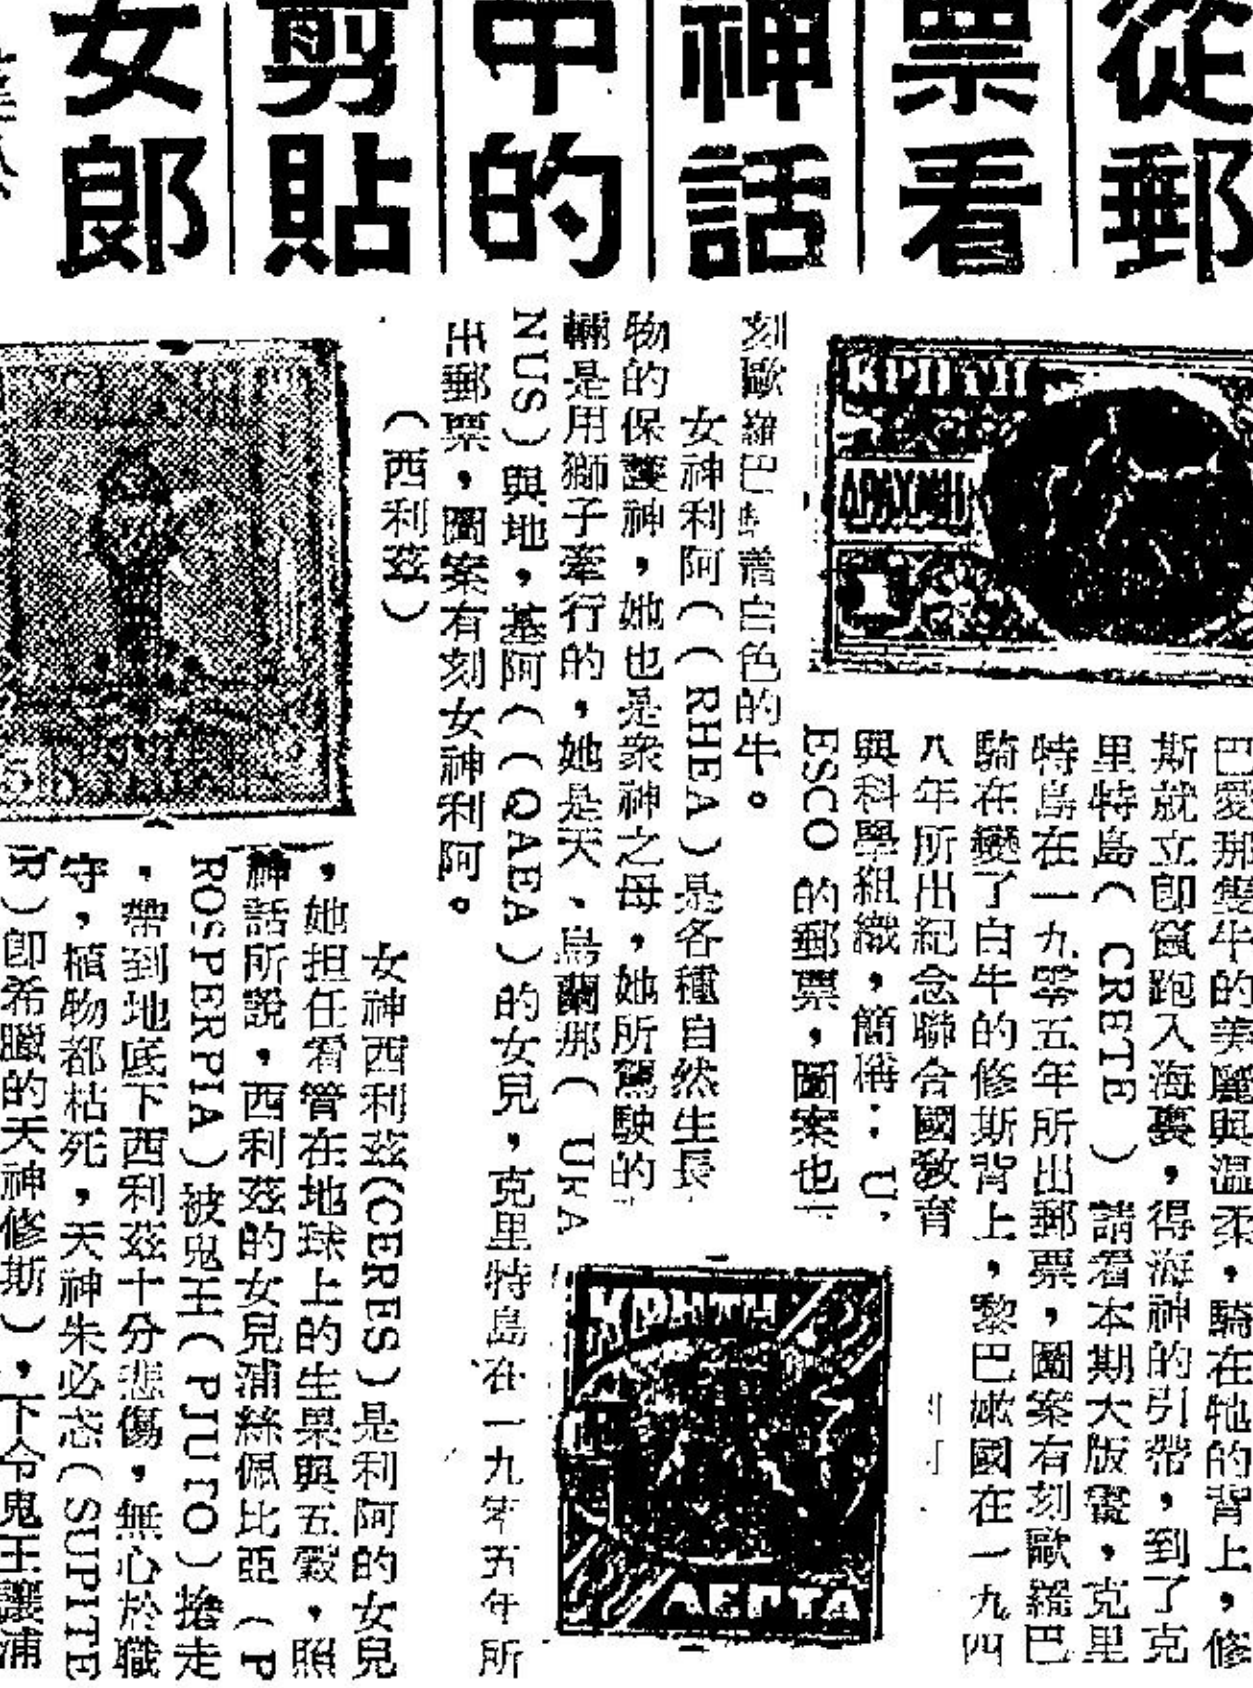 從郵
票看
神話
中的
剪貼
女郎
巴愛那隻牛的美麗與溫柔，騎在牠的背上，修
斯就立卽竄跑入海裏，得海神的引帶，到了克
里特島（CRETE）請看本期大版電，克里
特島在一九零五年所出郵票，圖案有刻歐羅巴
騎在變了白牛的修斯背上，黎巴嫩國在一九四
八年所出紀念聯合國敎育
與科學組織，簡稱：U，
ESCO的郵票，圖案也
刻歐羅巴騎着白色的牛。
女神利阿（（RHEA）是各種自然生長
物的保護神，她也是衆神之母，她所駕駛的
輛是用獅子牽行的，她是天，烏蘭那（URA
NUS）與地，基阿（（QAEA）的女兒，克里特島在一九零五年所
出郵票，圖案有刻女神利阿。
（西利茲）
女神西利茲(CERES）是利阿的女兒
，她担任看管在地球上的生果與五穀，照
神話所說，西利茲的女兒浦絲佩比亞（P
ROSPERPIA）被鬼王（PJUTO）搶走
，帶到地底下西利茲十分悲傷，無心於職
守，植物都枯死，天神朱必忒（SUPITE
R）卽希臘的天神修斯），下令鬼王讓浦
ΚΡΗΤΗ
ΔΡΑΧΜΗ
1
ΚΡΗΤΗ
ΛΕΠΤΑ
5